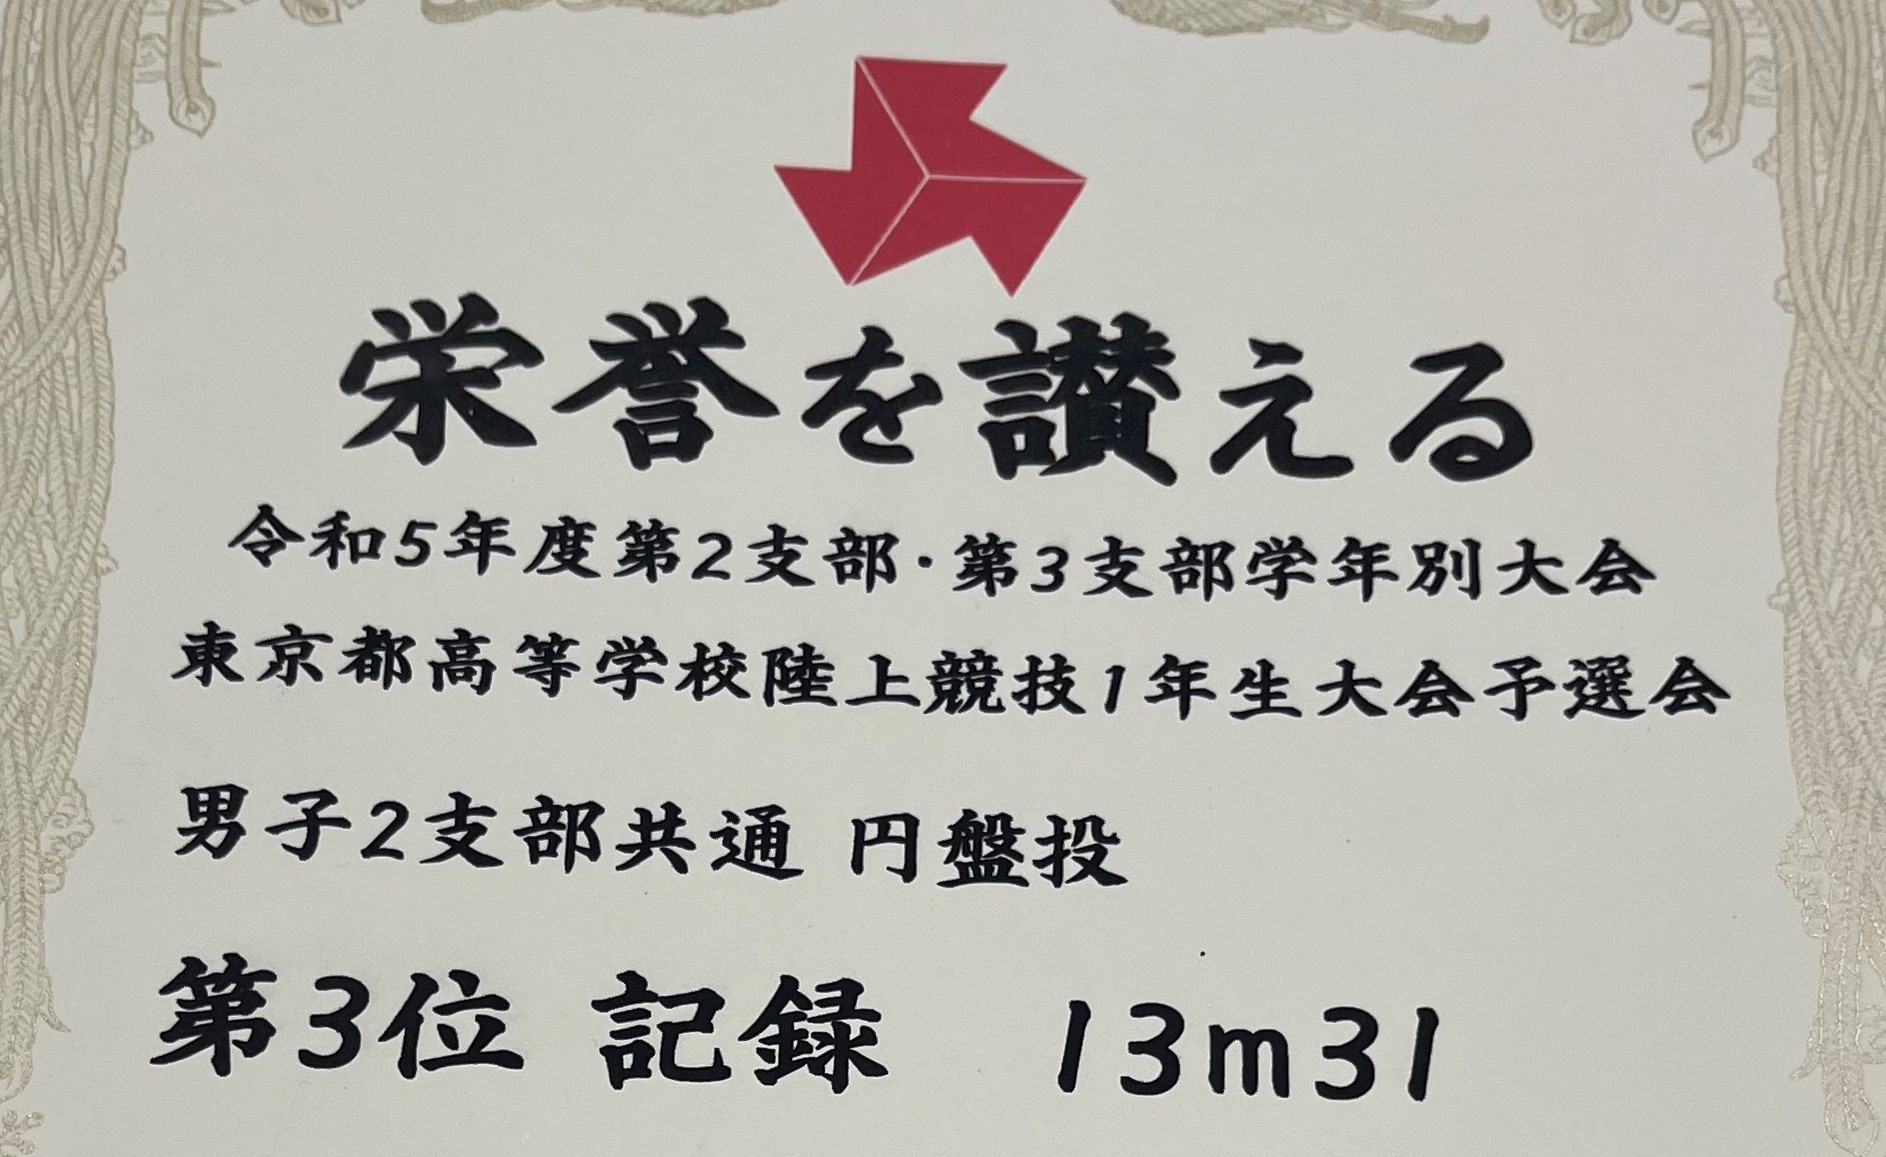 栄誉を讃える
令和5年度第2支部・第3支部学年別大会
東京都高等学校陸上競技1年生大会予選会
男子2支部共通 円盤投
第3位 記録 13m31